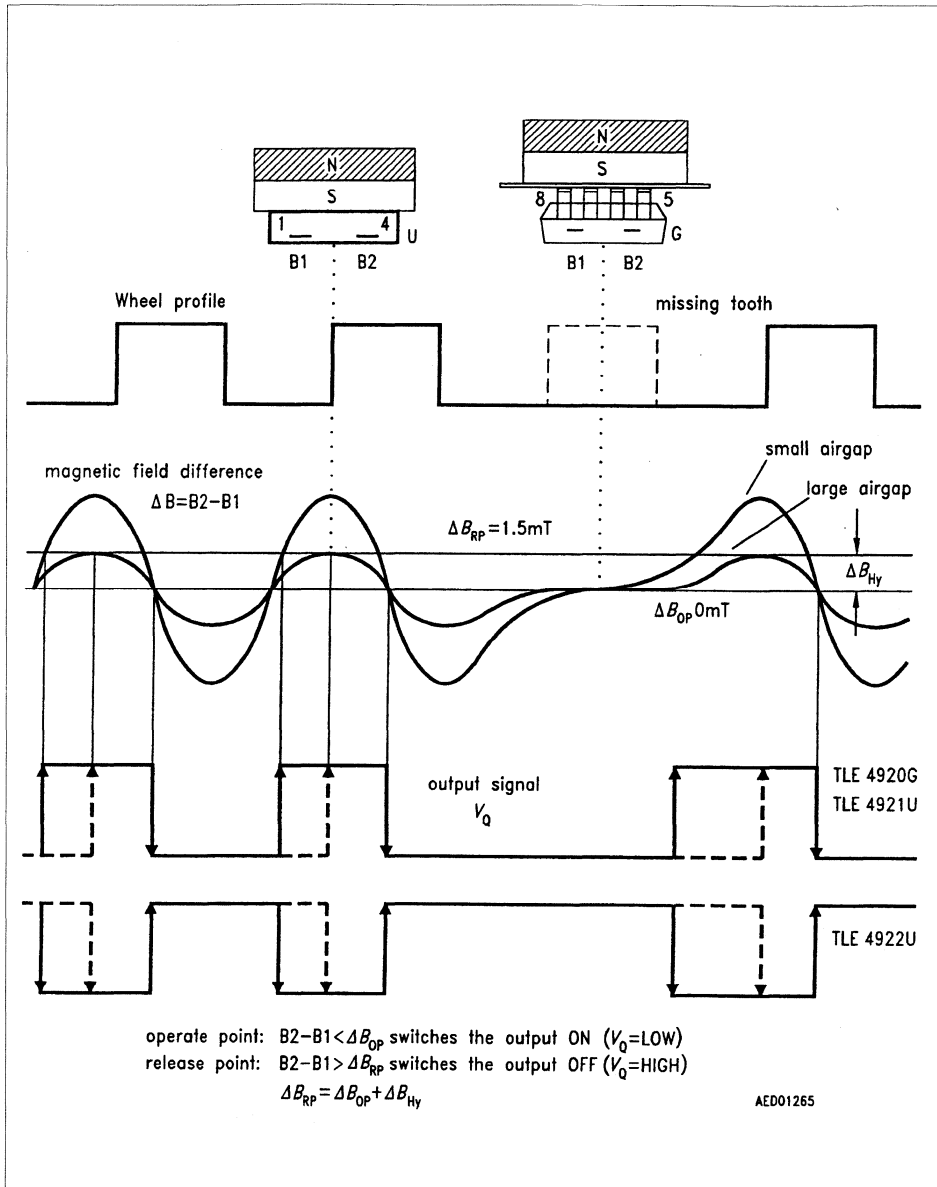 N
S
1 4 U
B1 B2
N
S
8 5
G
B1 B2
Wheel profile
missing tooth
small airgap
large airgap
magnetic field difference
ΔB=B2−B1
ΔB_RP=1.5mT
ΔB_Hy
ΔB_OP 0mT
output signal
V_Q
TLE 4920G
TLE 4921U
TLE 4922U
operate point: B2−B1<ΔB_OP switches the output ON (V_Q=LOW)
release point: B2−B1>ΔB_RP switches the output OFF (V_Q=HIGH)
ΔB_RP=ΔB_OP+ΔB_Hy
AED01265